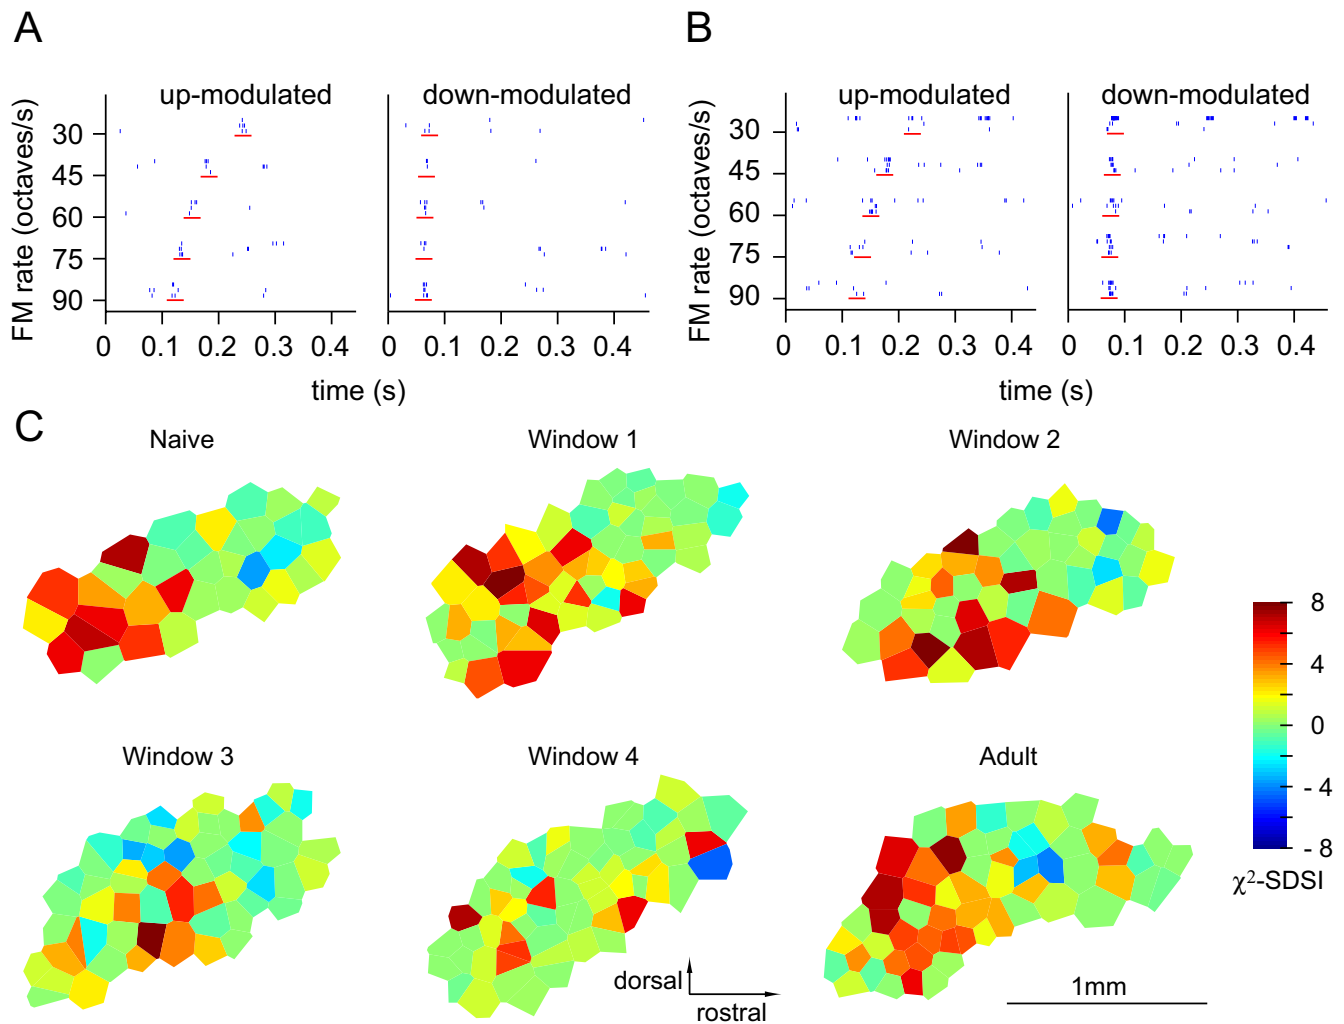 A
B
up-modulated
down-modulated
up-modulated
down-modulated
FM rate (octaves/s)
30
45
60
75
90
0
0.1
0.2
0.3
0.4
0
0.1
0.2
0.3
0.4
time (s)
FM rate (octaves/s)
30
45
60
75
90
0
0.1
0.2
0.3
0.4
0
0.1
0.2
0.3
0.4
time (s)
C
Naive
Window 1
Window 2
Window 3
Window 4
Adult
8
4
0
- 4
- 8
χ²-SDSI
dorsal
rostral
1mm